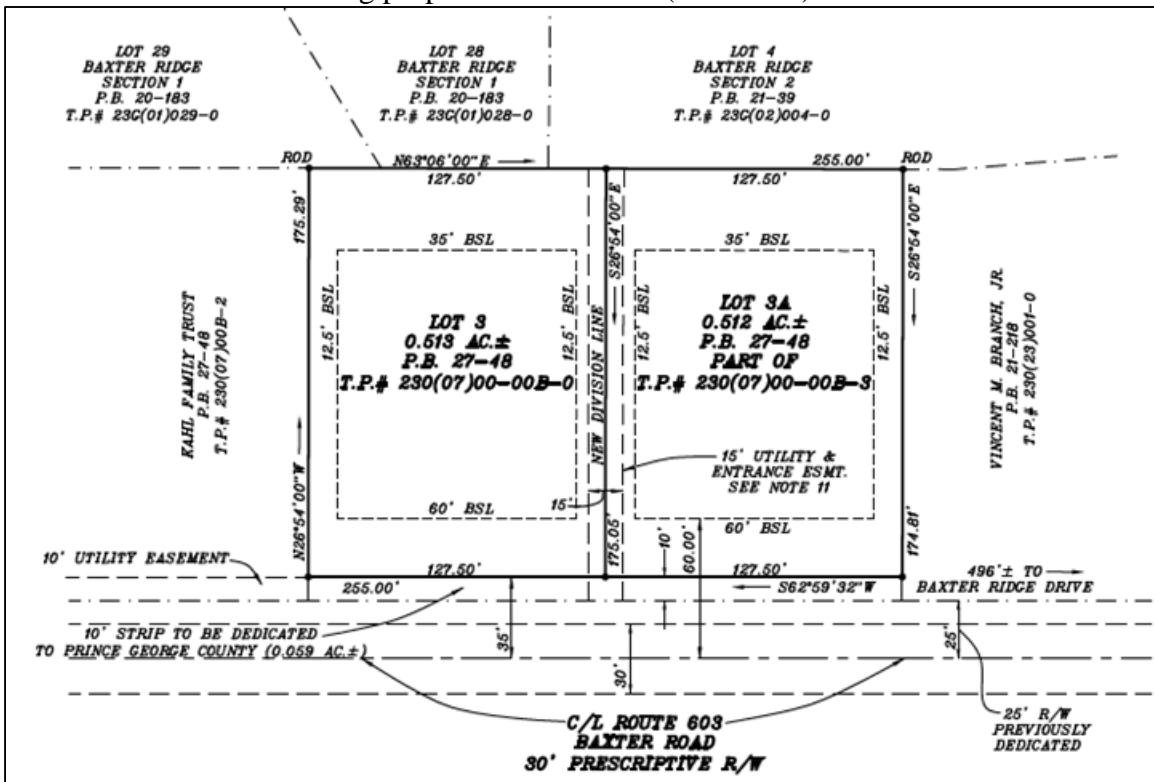 LOT 29
BAXTER RIDGE
SECTION 1
P.B. 20-183
T.P.# 23G(01)029-0
LOT 28
BAXTER RIDGE
SECTION 1
P.B. 20-183
T.P.# 23G(01)028-0
LOT 4
BAXTER RIDGE
SECTION 2
P.B. 21-39
T.P.# 23G(02)004-0
ROD
N63°06'00"E
255.00'
ROD
127.50'
127.50'
175.29'
S26°54'00"E
S26°54'00"E
35' BSL
35' BSL
KAHL FAMILY TRUST
P.B. 27-48
T.P.# 230(07)00B-2
12.5' BSL
LOT 3
0.513 AC.±
P.B. 27-48
T.P.# 230(07)00-00B-0
12.5' BSL
NEW DIVISION LINE
12.5' BSL
LOT 3A
0.512 AC.±
P.B. 27-48
PART OF
T.P.# 230(07)00-00B-3
12.5' BSL
VINCENT M. BRANCH, JR.
P.B. 21-218
T.P.# 230(23)001-0
15' UTILITY &
ENTRANCE ESMT.
SEE NOTE 11
15'
N26°54'00"W
60' BSL
60' BSL
175.05'
10'
60.00'
174.81'
10' UTILITY EASEMENT
127.50'
127.50'
255.00'
S62°59'32"W
496'± TO
BAXTER RIDGE DRIVE
10' STRIP TO BE DEDICATED
TO PRINCE GEORGE COUNTY (0.059 AC.±)
35'
30'
25'
C/L ROUTE 603
BAXTER ROAD
30' PRESCRIPTIVE R/W
25' R/W
PREVIOUSLY
DEDICATED